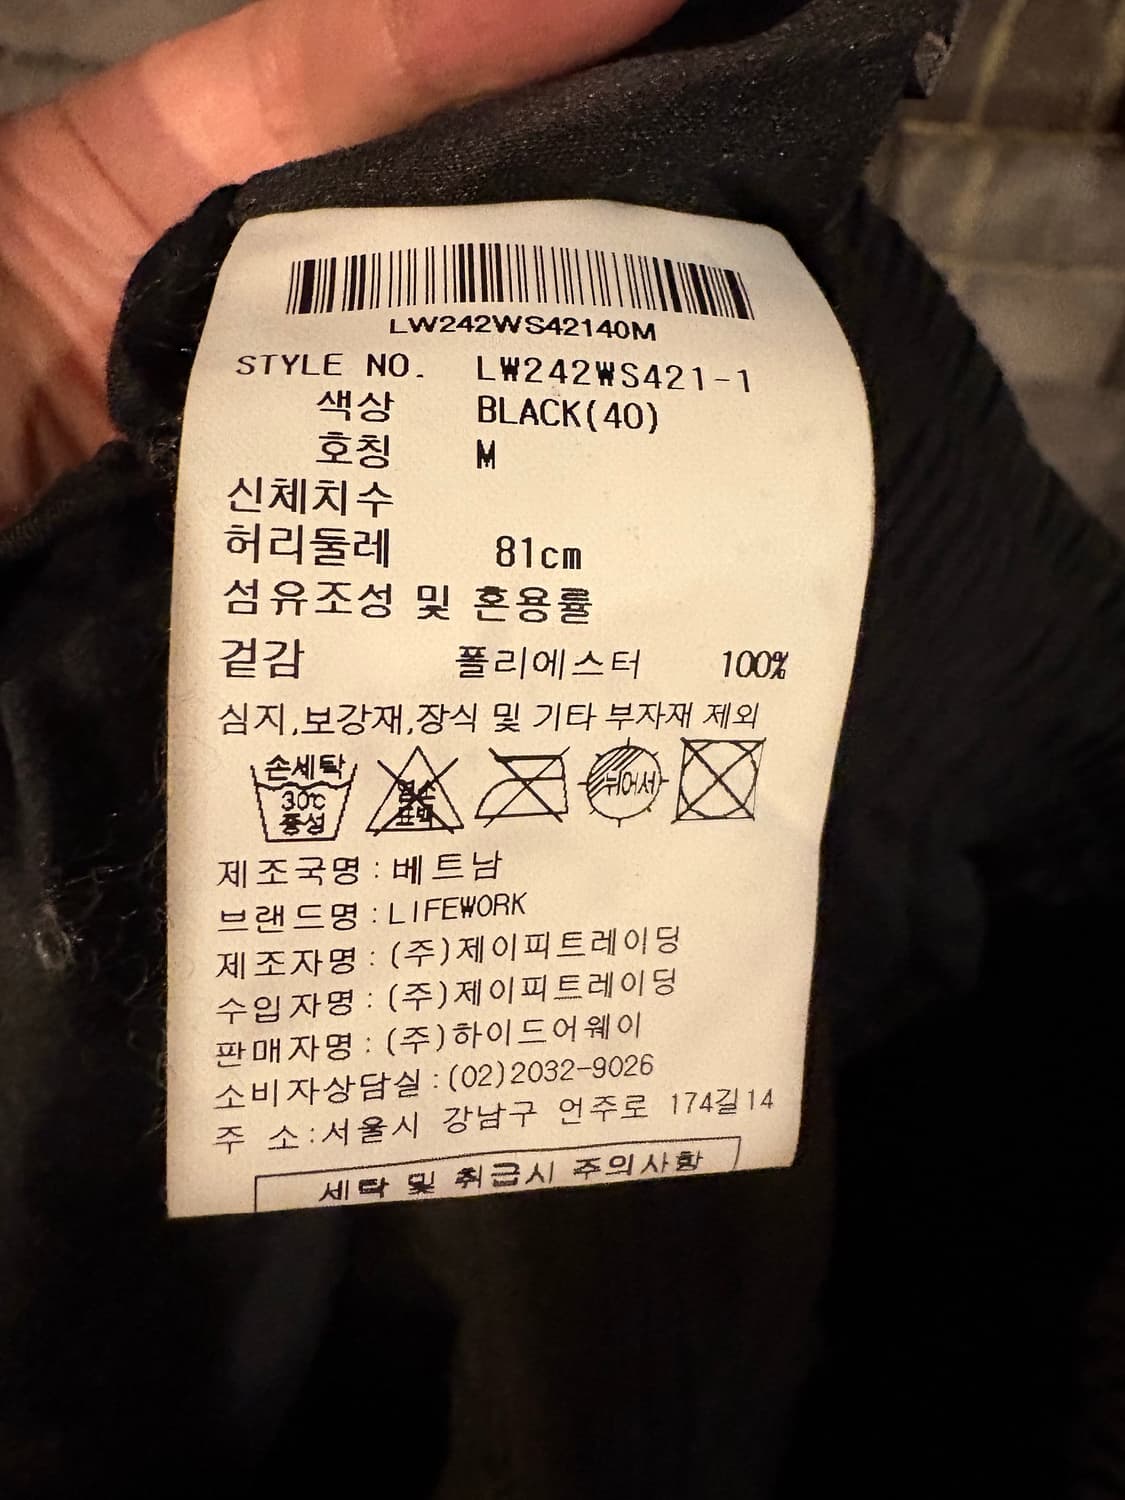 LW242WS42140M
STYLE NO. LW242WS421-1
색상 BLACK(40)
호칭 M
신체치수
허리둘레 81cm
섬유조성 및 혼용률
겉감 폴리에스터 100%
심지,보강재,장식 및 기타 부자재 제외
손세탁
30℃
중성
염소
표백
뉘어서
제조국명:베트남
브랜드명:LIFEWORK
제조자명:(주)제이피트레이딩
수입자명:(주)제이피트레이딩
판매자명:(주)하이드어웨이
소비자상담실:(02)2032-9026
주 소:서울시 강남구 언주로 174길14
세탁 및 취급시 주의사항